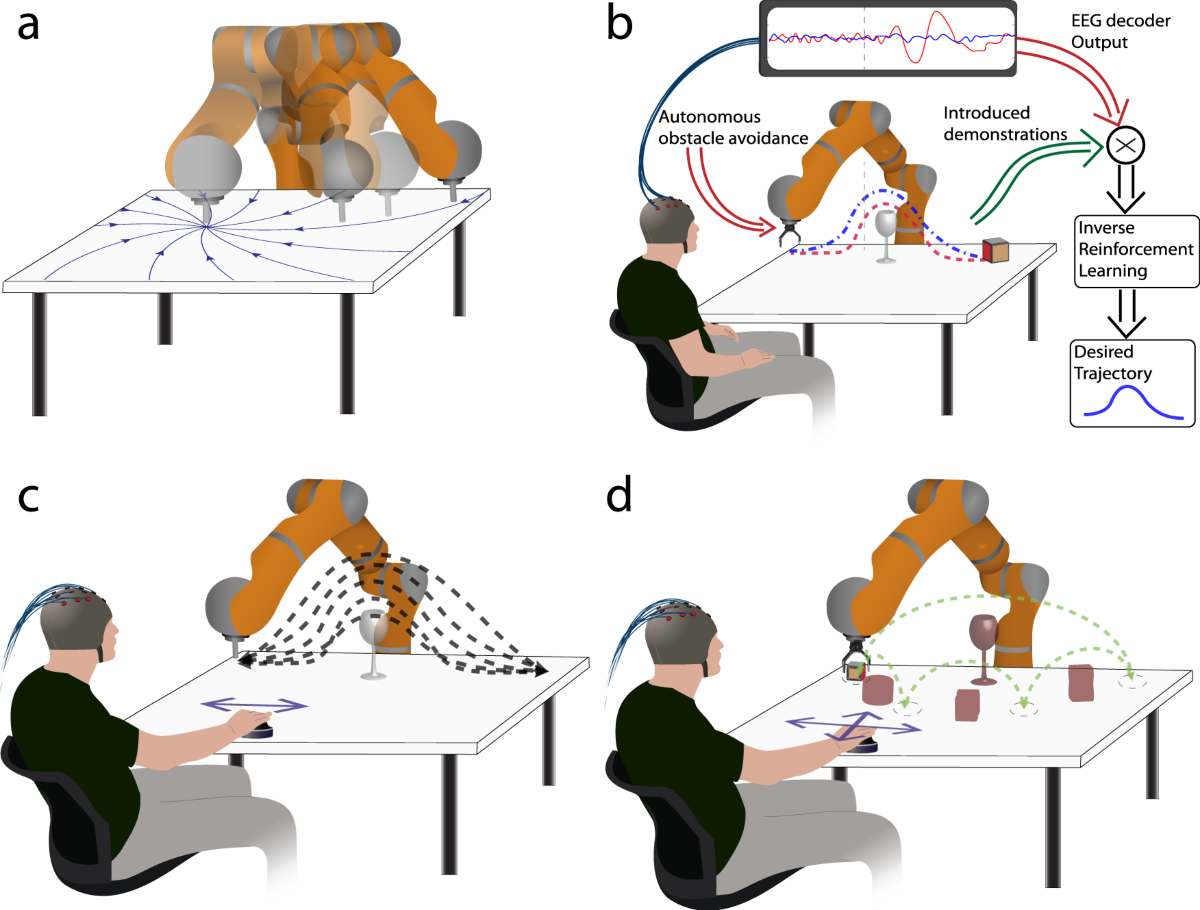 a
b
EEG decoder
Output
Autonomous
obstacle avoidance
Introduced
demonstrations
Inverse
Reinforcement
Learning
Desired
Trajectory
c
d